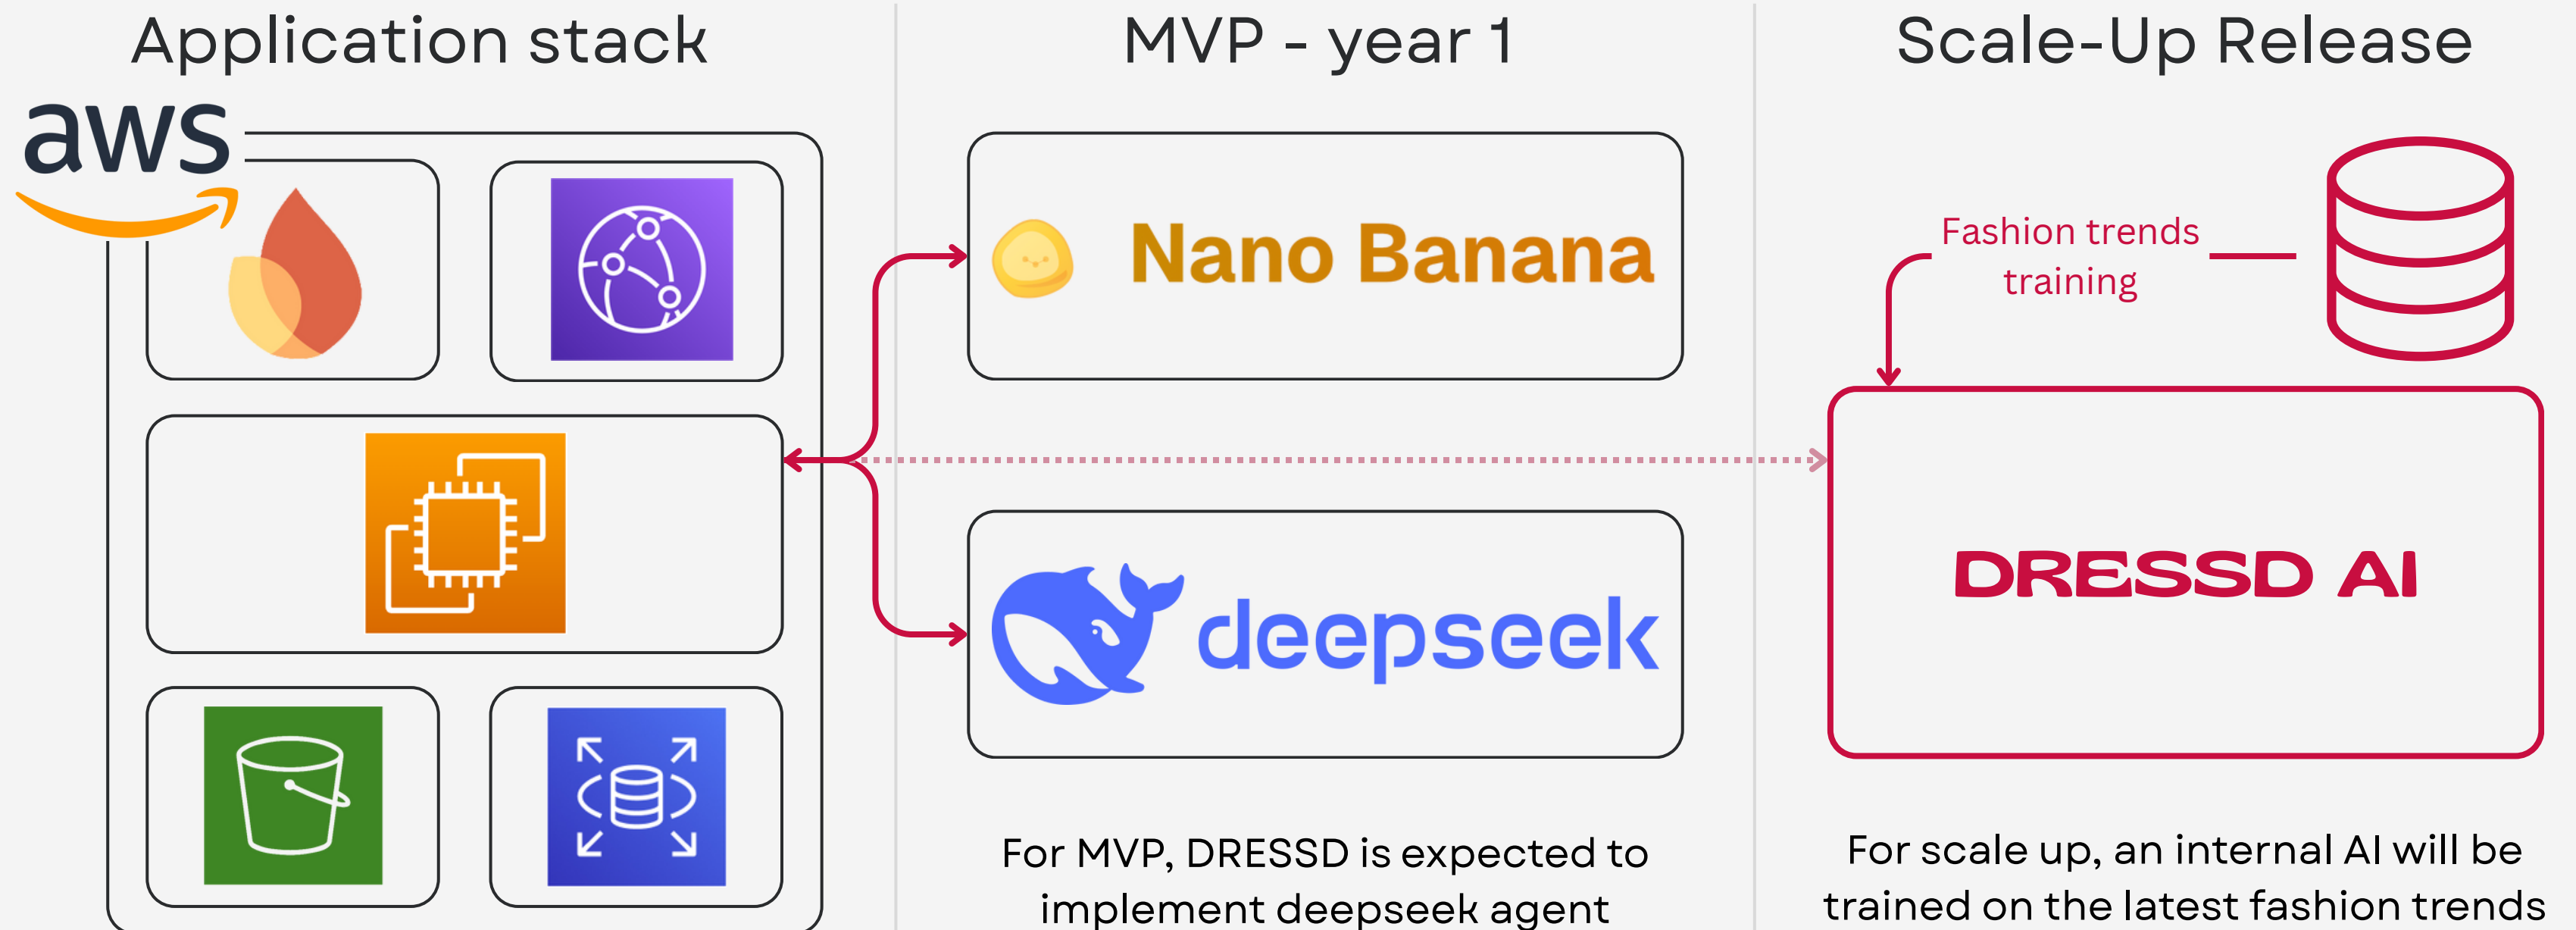 Application stack
MVP - year 1
Scale-Up Release
aws
Nano Banana
Fashion trends
training
deepseek
DRESSD AI
For MVP, DRESSD is expected to
implement deepseek agent
For scale up, an internal AI will be
trained on the latest fashion trends